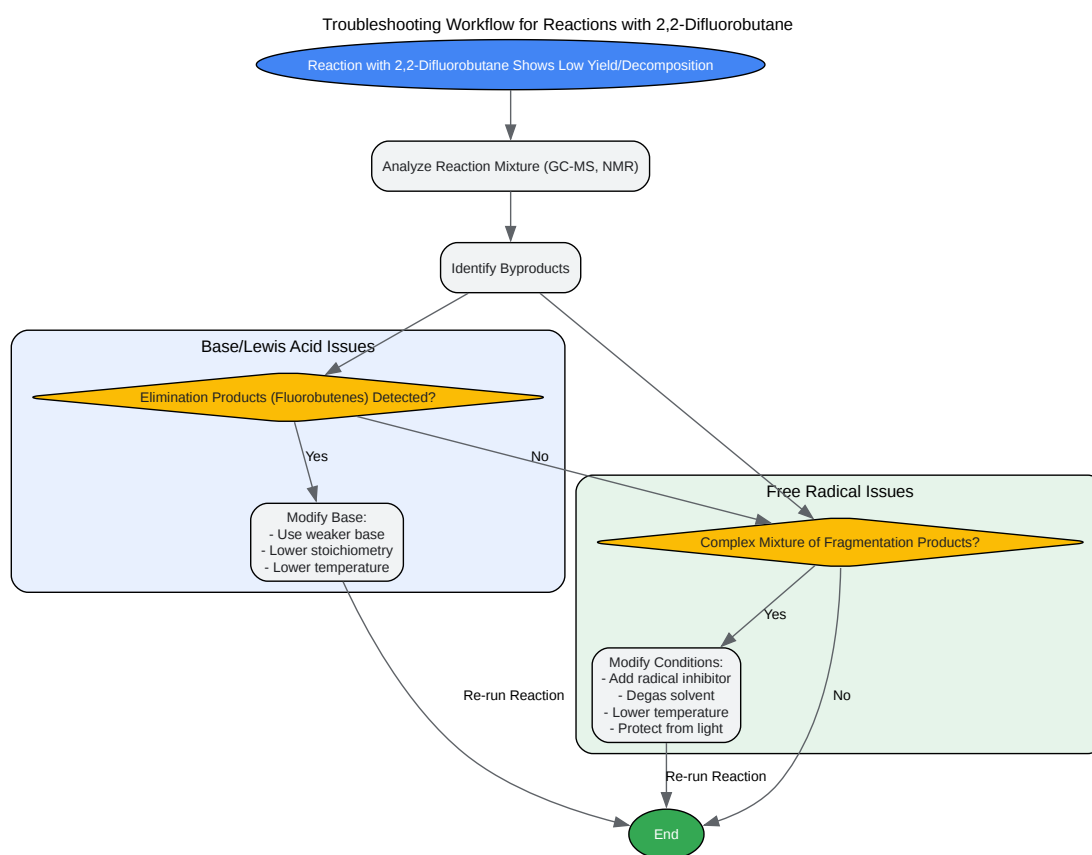 Troubleshooting Workflow for Reactions with 2,2-Difluorobutane
Reaction with 2,2-Difluorobutane Shows Low Yield/Decomposition
Analyze Reaction Mixture (GC-MS, NMR)
Identify Byproducts
Base/Lewis Acid Issues
Elimination Products (Fluorobutenes) Detected?
Yes
No
Free Radical Issues
Modify Base:
- Use weaker base
- Lower stoichiometry
- Lower temperature
Complex Mixture of Fragmentation Products?
Yes
Modify Conditions:
- Add radical inhibitor
- Degas solvent
- Lower temperature
- Protect from light
Re-run Reaction
No
Re-run Reaction
End